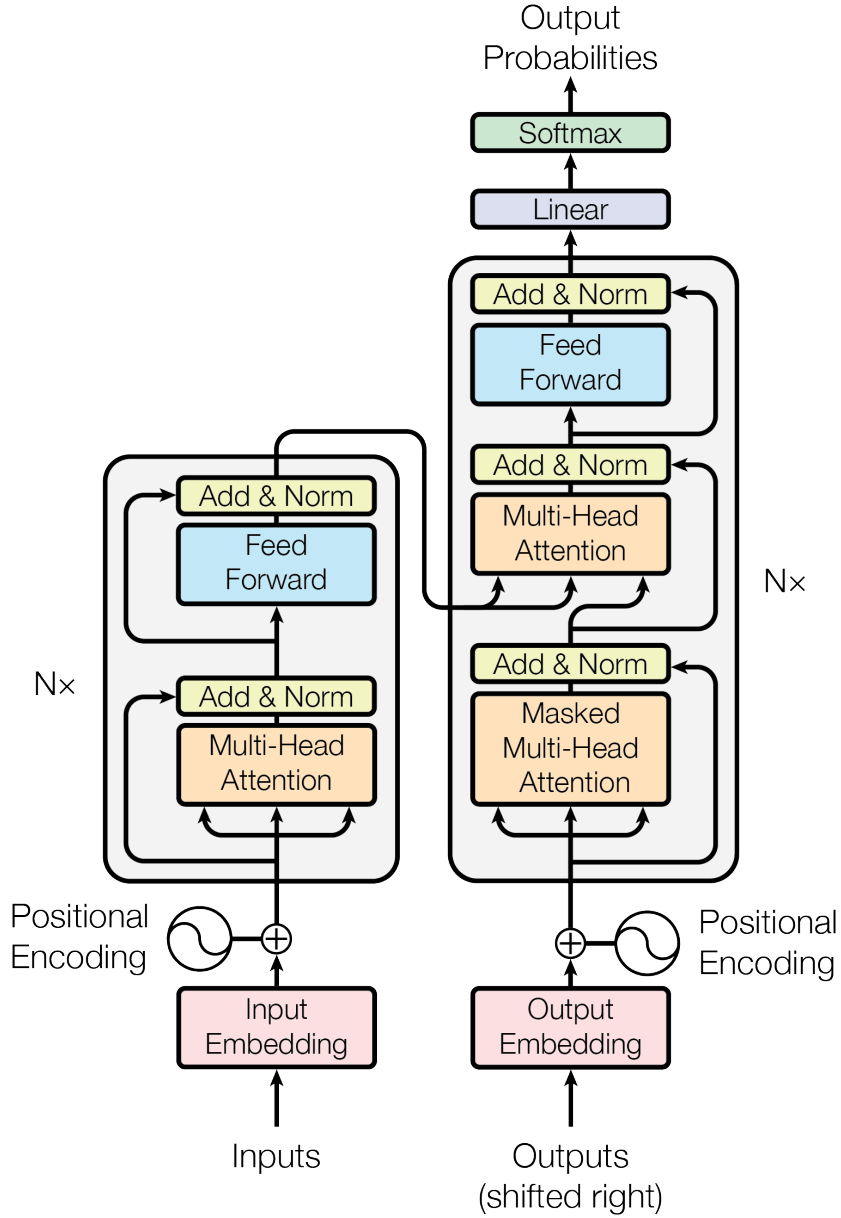 Output
Probabilities
Softmax
Linear
Add & Norm
Feed
Forward
Add & Norm
Multi-Head
Attention
Add & Norm
Masked
Multi-Head
Attention
Nx
Add & Norm
Feed
Forward
Add & Norm
Multi-Head
Attention
N×
Positional
Encoding
Positional
Encoding
Input
Embedding
Output
Embedding
Inputs
Outputs
(shifted right)